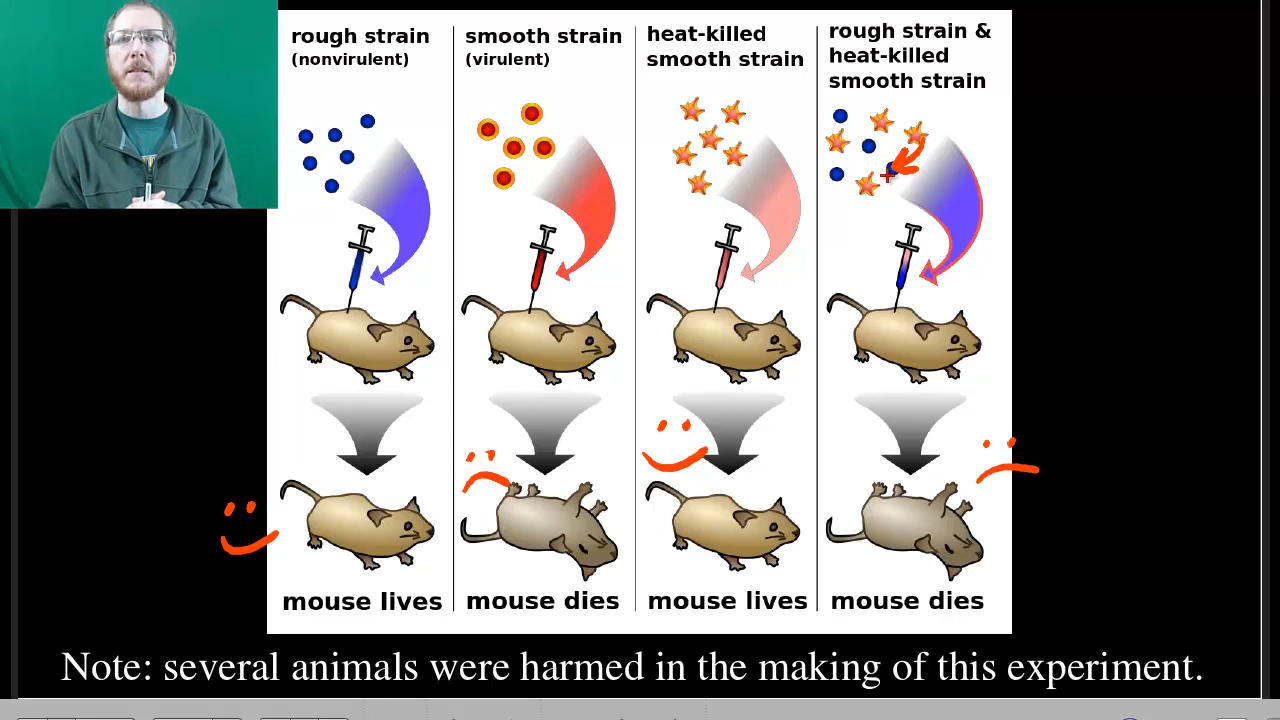 rough strain
(nonvirulent)
smooth strain
(virulent)
heat-killed
smooth strain
rough strain &
heat-killed
smooth strain
mouse lives
mouse dies
mouse lives
mouse dies
Note: several animals were harmed in the making of this experiment.